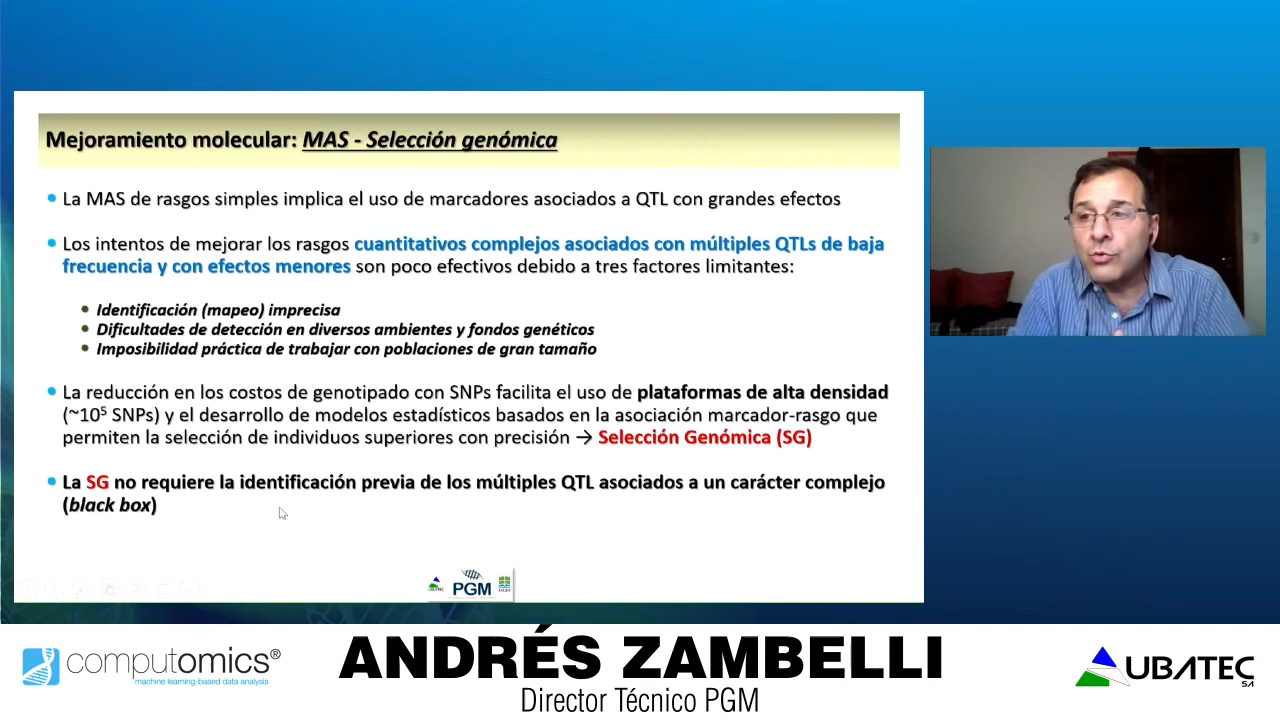 Mejoramiento molecular: MAS - Selección genómica
• La MAS de rasgos simples implica el uso de marcadores asociados a QTL con grandes efectos
• Los intentos de mejorar los rasgos cuantitativos complejos asociados con múltiples QTLs de baja
frecuencia y con efectos menores son poco efectivos debido a tres factores limitantes:
• Identificación (mapeo) imprecisa
• Dificultades de detección en diversos ambientes y fondos genéticos
• Imposibilidad práctica de trabajar con poblaciones de gran tamaño
• La reducción en los costos de genotipado con SNPs facilita el uso de plataformas de alta densidad
(~10⁵ SNPs) y el desarrollo de modelos estadísticos basados en la asociación marcador-rasgo que
permiten la selección de individuos superiores con precisión → Selección Genómica (SG)
• La SG no requiere la identificación previa de los múltiples QTL asociados a un carácter complejo
(black box)
UBATEC PGM
computomics®
machine learning-based data analysis
ANDRÉS ZAMBELLI
Director Técnico PGM
UBATEC
SA